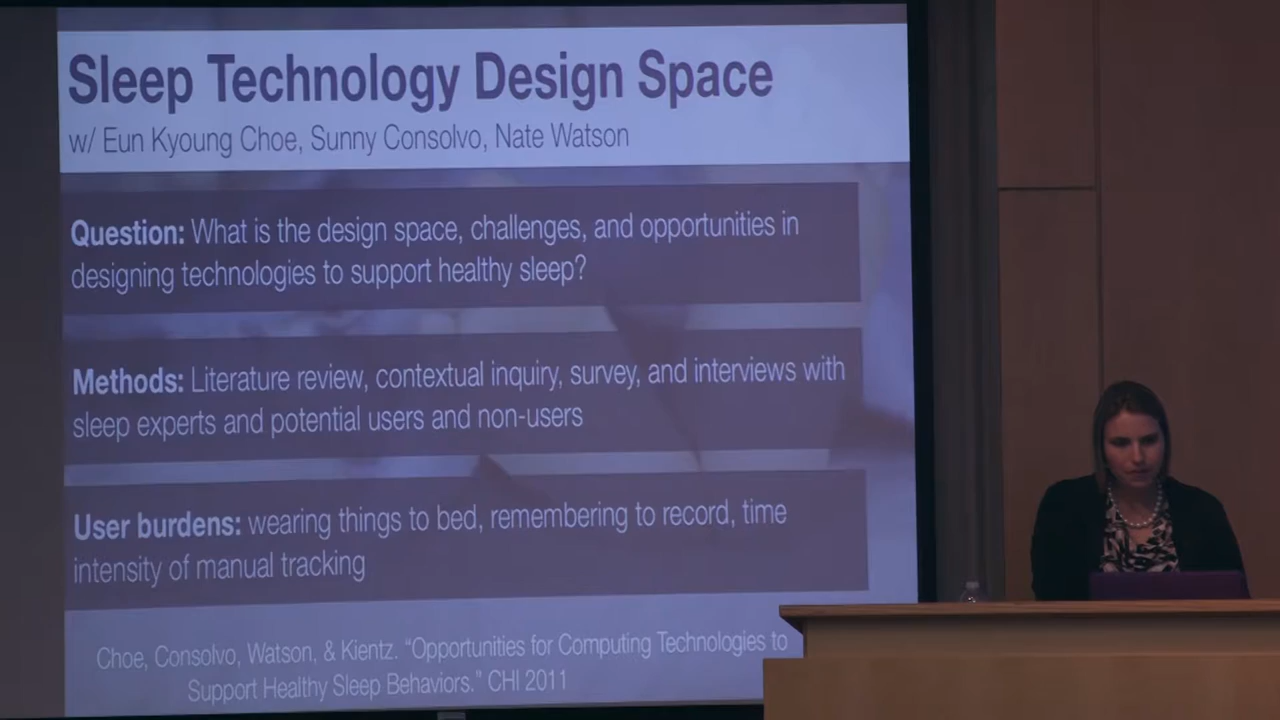 Sleep Technology Design Space
w/ Eun Kyoung Choe, Sunny Consolvo, Nate Watson
Question: What is the design space, challenges, and opportunities in
designing technologies to support healthy sleep?
Methods: Literature review, contextual inquiry, survey, and interviews with
sleep experts and potential users and non-users
User burdens: wearing things to bed, remembering to record, time
intensity of manual tracking
Choe, Consolvo, Watson, & Kientz. “Opportunities for Computing Technologies to
Support Healthy Sleep Behaviors.” CHI 2011